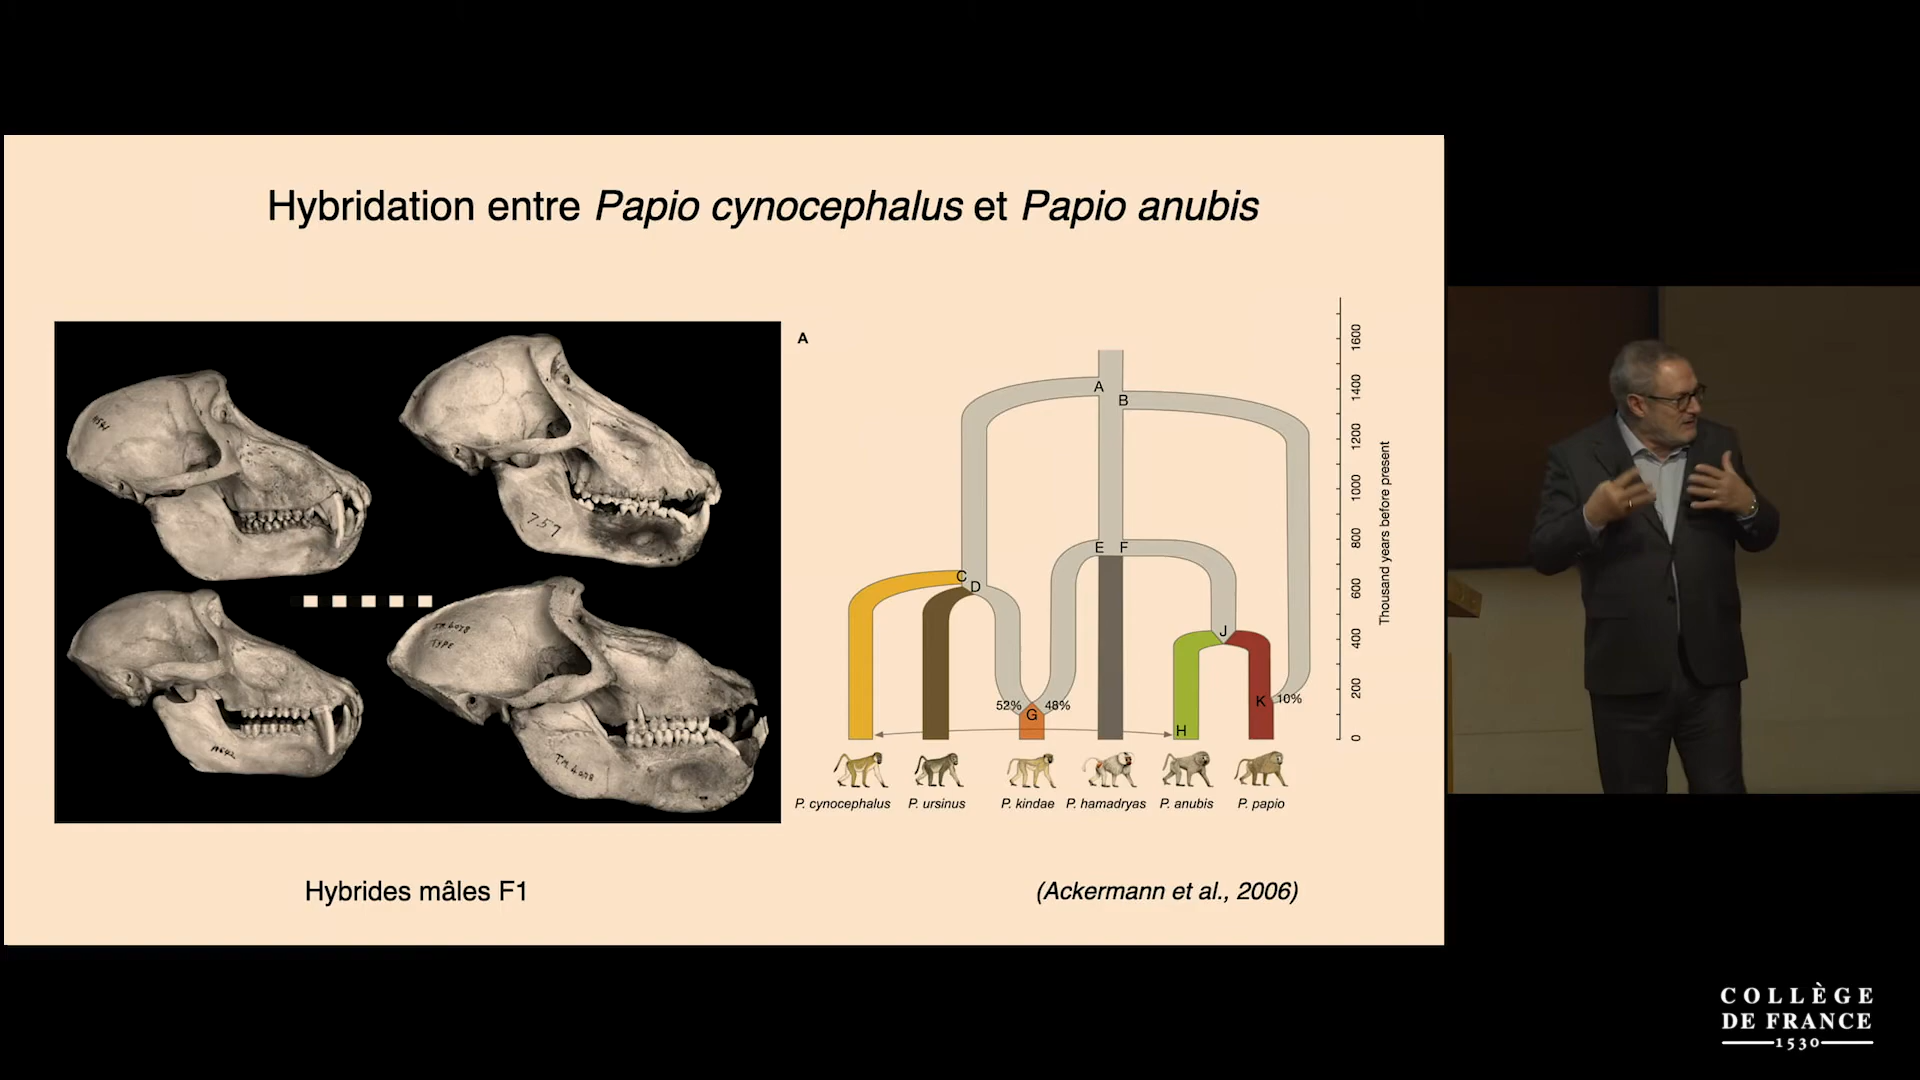 Hybridation entre Papio cynocephalus et Papio anubis
A
1600
1400
1200
1000
800
600
400
200
0
Thousand years before present
A
B
E F
C
D
J
52% G 48%
K 10%
H
757
TYPE
P. cynocephalus P. ursinus P. kindae P. hamadryas P. anubis P. papio
Hybrides mâles F1
(Ackermann et al., 2006)
COLLÈGE
DE FRANCE
1530